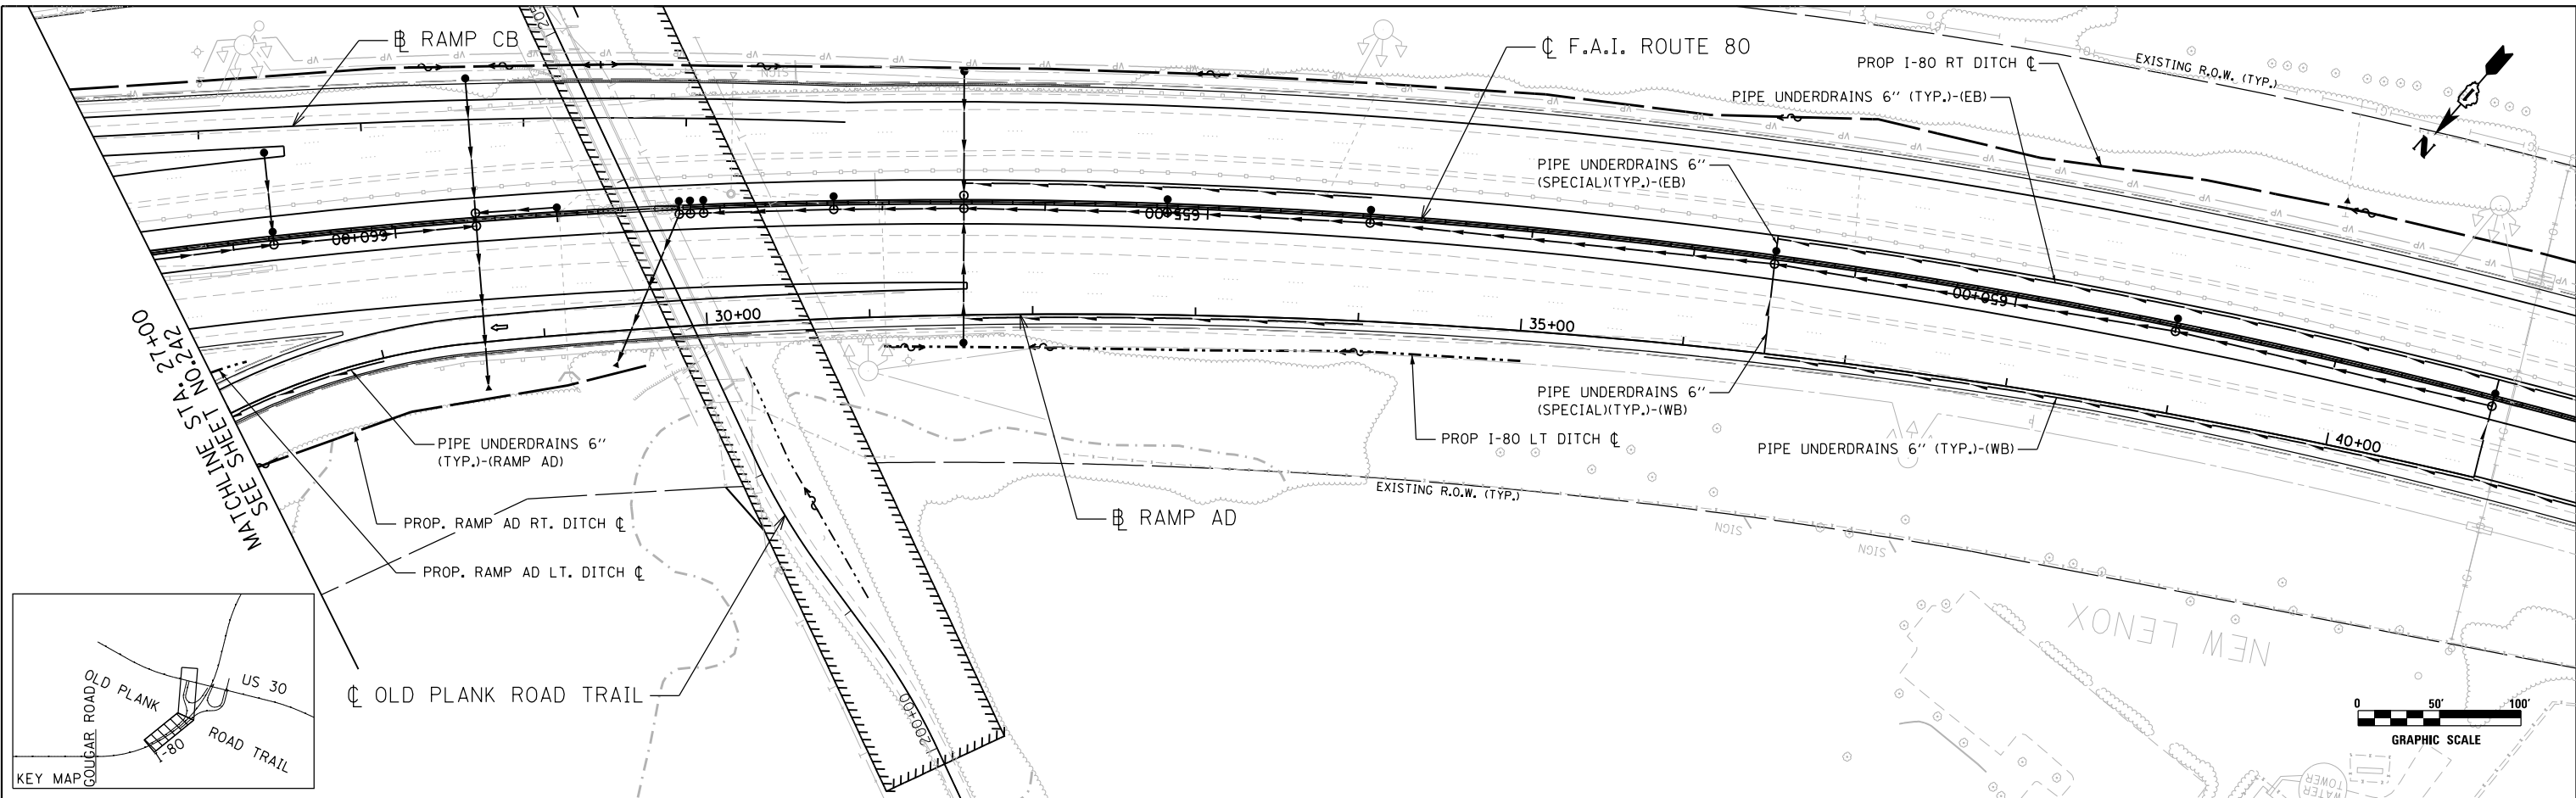 ℄ F.A.I. ROUTE 80
B̲L RAMP CB
PROP I-80 RT DITCH ℄
EXISTING R.O.W. (TYP.)
PIPE UNDERDRAINS 6" (TYP.)-(EB)
N
PIPE UNDERDRAINS 6"
(SPECIAL)(TYP.)-(EB)
660+00
655+00
650+00
30+00
35+00
40+00
MATCHLINE STA. 27+00
SEE SHEET NO.242
PIPE UNDERDRAINS 6"
(SPECIAL)(TYP.)-(WB)
PROP I-80 LT DITCH ℄
PIPE UNDERDRAINS 6" (TYP.)-(WB)
PIPE UNDERDRAINS 6"
(TYP.)-(RAMP AD)
EXISTING R.O.W. (TYP.)
PROP. RAMP AD RT. DITCH ℄
BL RAMP AD
SIGN
SIGN
SIGN
PROP. RAMP AD LT. DITCH ℄
NEW LENOX
℄ OLD PLANK ROAD TRAIL
1200+00
US 30
OLD PLANK
ROAD TRAIL
COUGAR ROAD
I-80
KEY MAP
0 50' 100'
GRAPHIC SCALE
WATER
TOWER